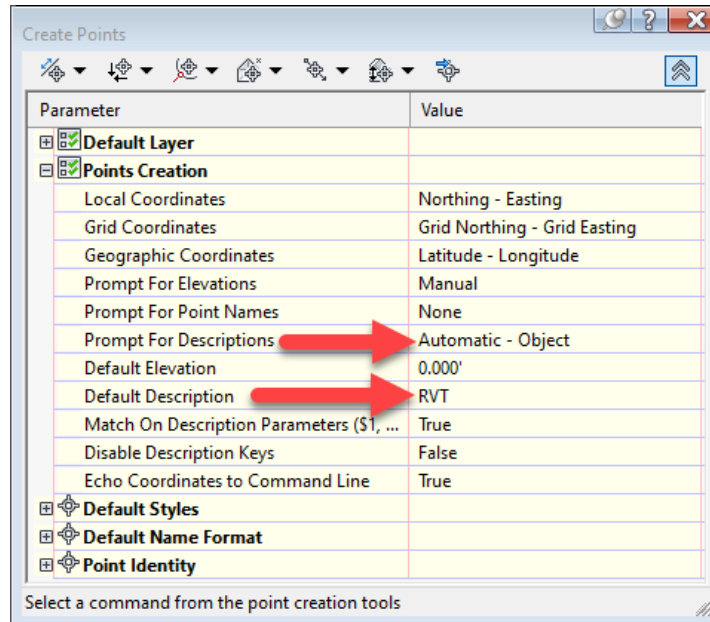 Create Points
Parameter Value
Default Layer
Points Creation
Local Coordinates Northing - Easting
Grid Coordinates Grid Northing - Grid Easting
Geographic Coordinates Latitude - Longitude
Prompt For Elevations Manual
Prompt For Point Names None
Prompt For Descriptions Automatic - Object
Default Elevation 0.000'
Default Description RVT
Match On Description Parameters ($1, ... True
Disable Description Keys False
Echo Coordinates to Command Line True
Default Styles
Default Name Format
Point Identity
Select a command from the point creation tools